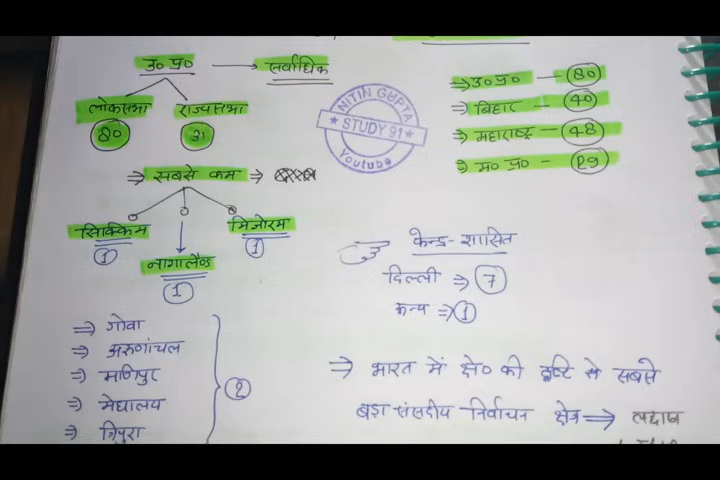 उ० प्र० → सर्वाधिक
लोकसभा राज्यसभा
80 31
⇒ सबसे कम ⇒
सिक्किम मिजोरम
1 1
नागालैण्ड
1
⇒ गोवा
⇒ अरुणांचल
⇒ मणिपुर
⇒ मेघालय
⇒ त्रिपुरा
2
NITIN GUPTA
★ STUDY 91 ★
Youtube
⇒ उ० प्र० — 80
⇒ बिहार — 40
⇒ महाराष्ट्र — 48
⇒ म० प्र० — 29
केन्द्र-शासित
दिल्ली ⇒ 7
अन्य ⇒ 1
⇒ भारत में क्षे० की दृष्टि से सबसे
बड़ा संसदीय-निर्वाचन क्षेत्र ⇒ लद्दाख